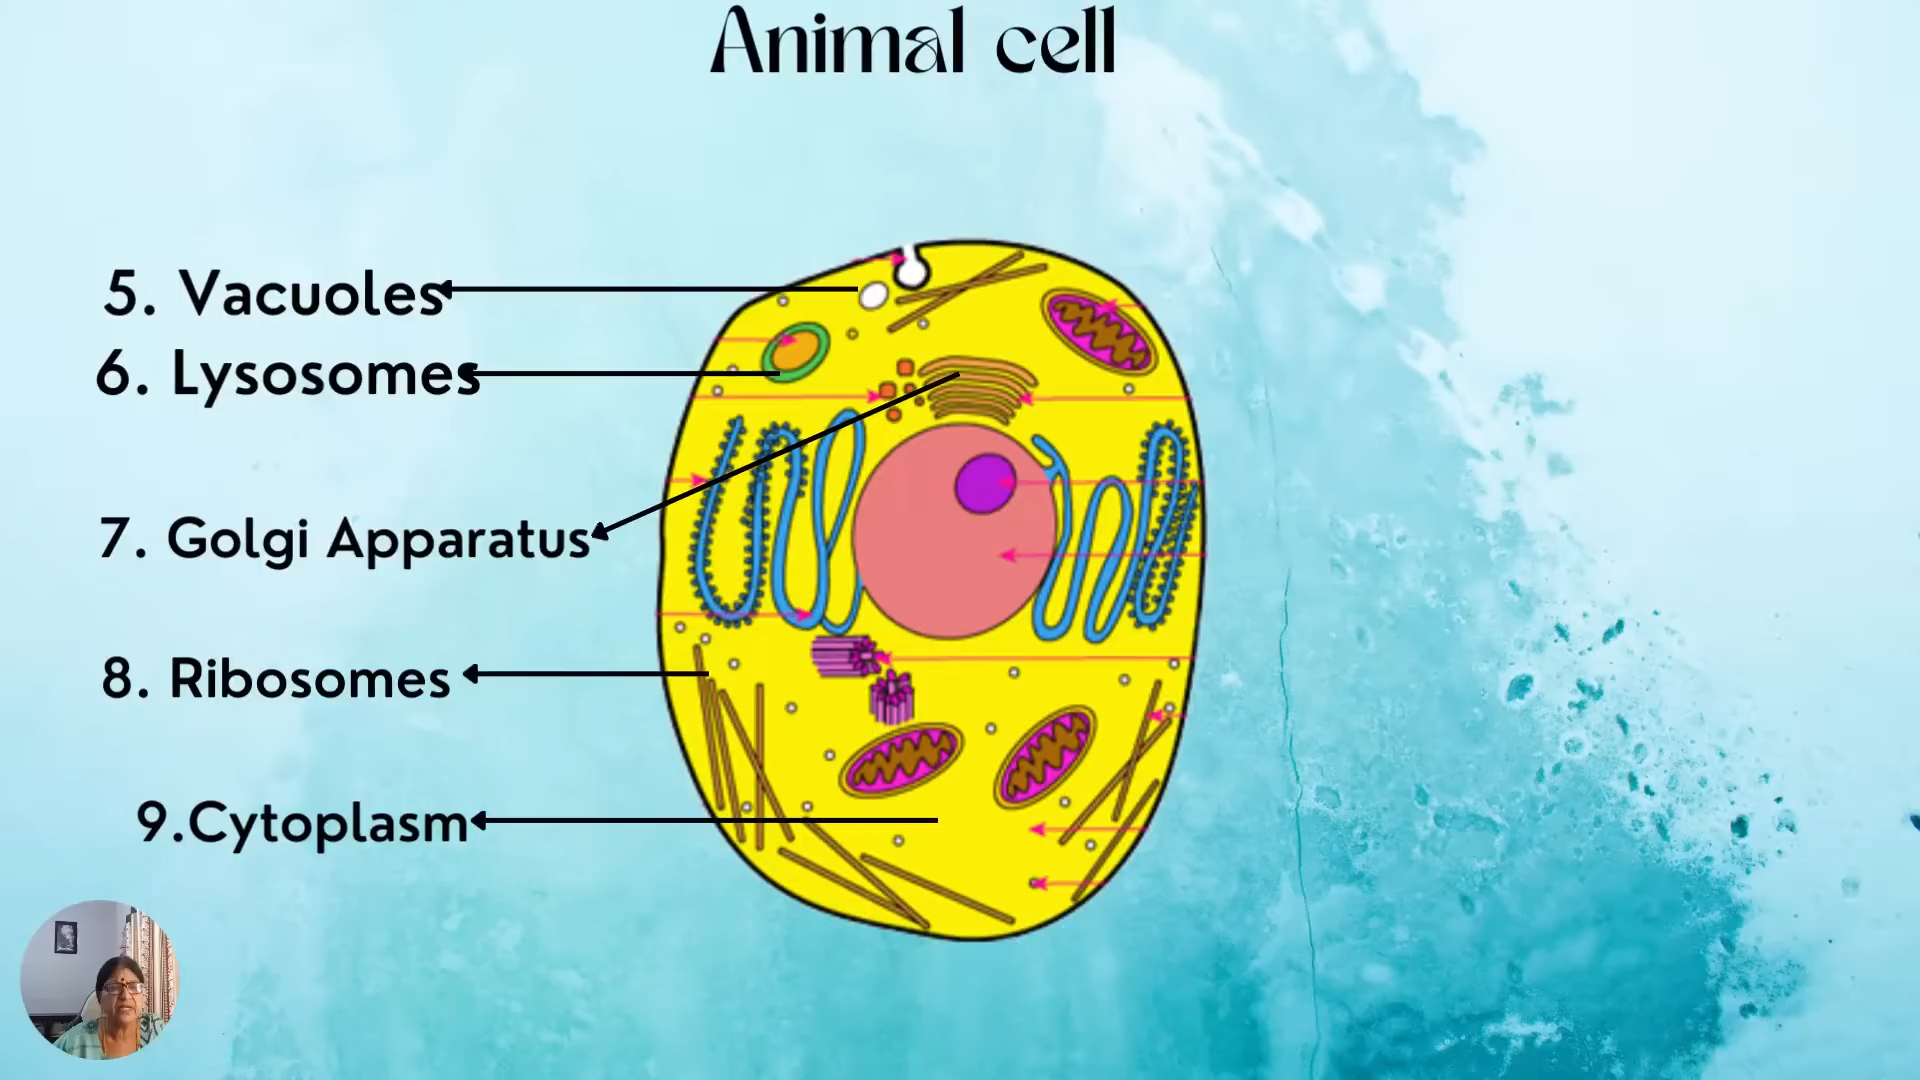 Animal cell
5. Vacuoles
6. Lysosomes
7. Golgi Apparatus
8. Ribosomes
9.Cytoplasm